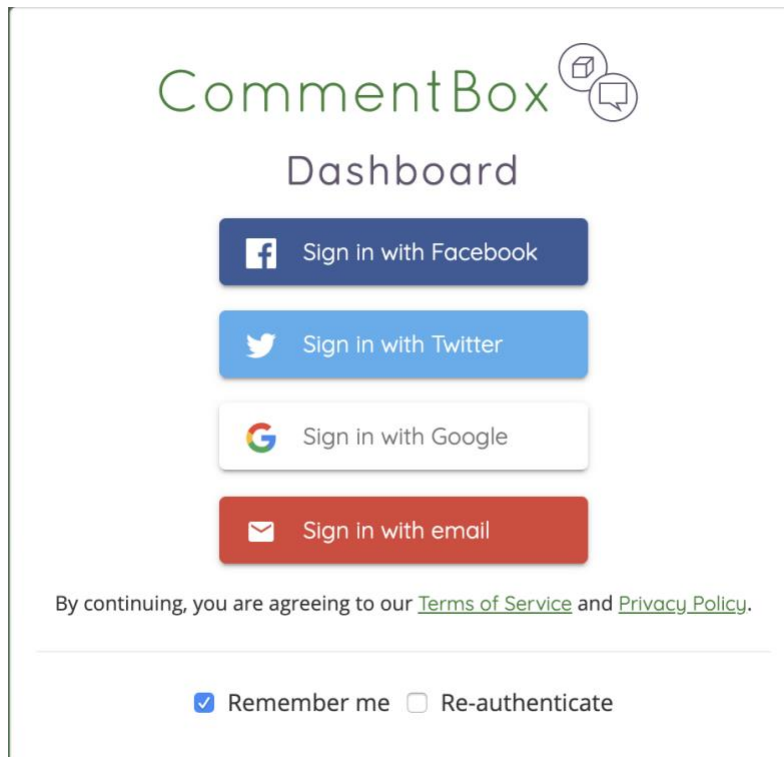 CommentBox
Dashboard
Sign in with Facebook
Sign in with Twitter
Sign in with Google
Sign in with email
By continuing, you are agreeing to our Terms of Service and Privacy Policy.
Remember me Re-authenticate